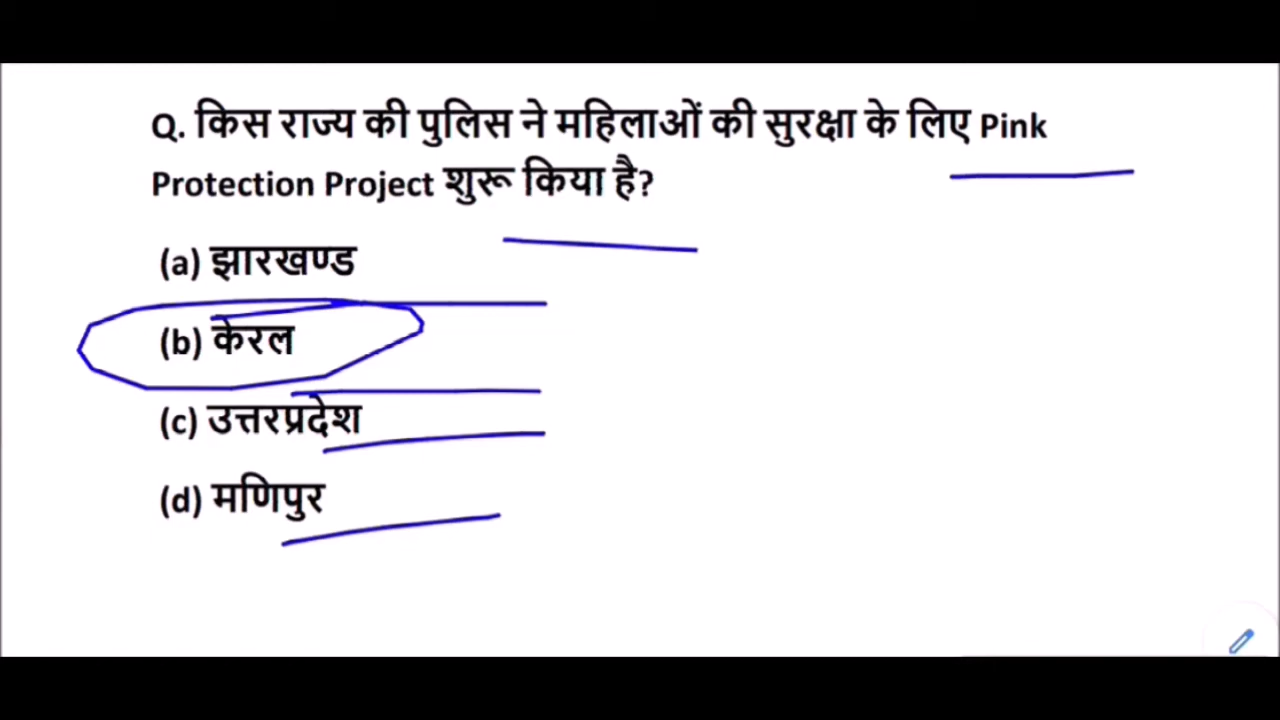 Q. किस राज्य की पुलिस ने महिलाओं की सुरक्षा के लिए Pink
Protection Project शुरू किया है?
(a) झारखण्ड
(b) केरल
(c) उत्तरप्रदेश
(d) मणिपुर